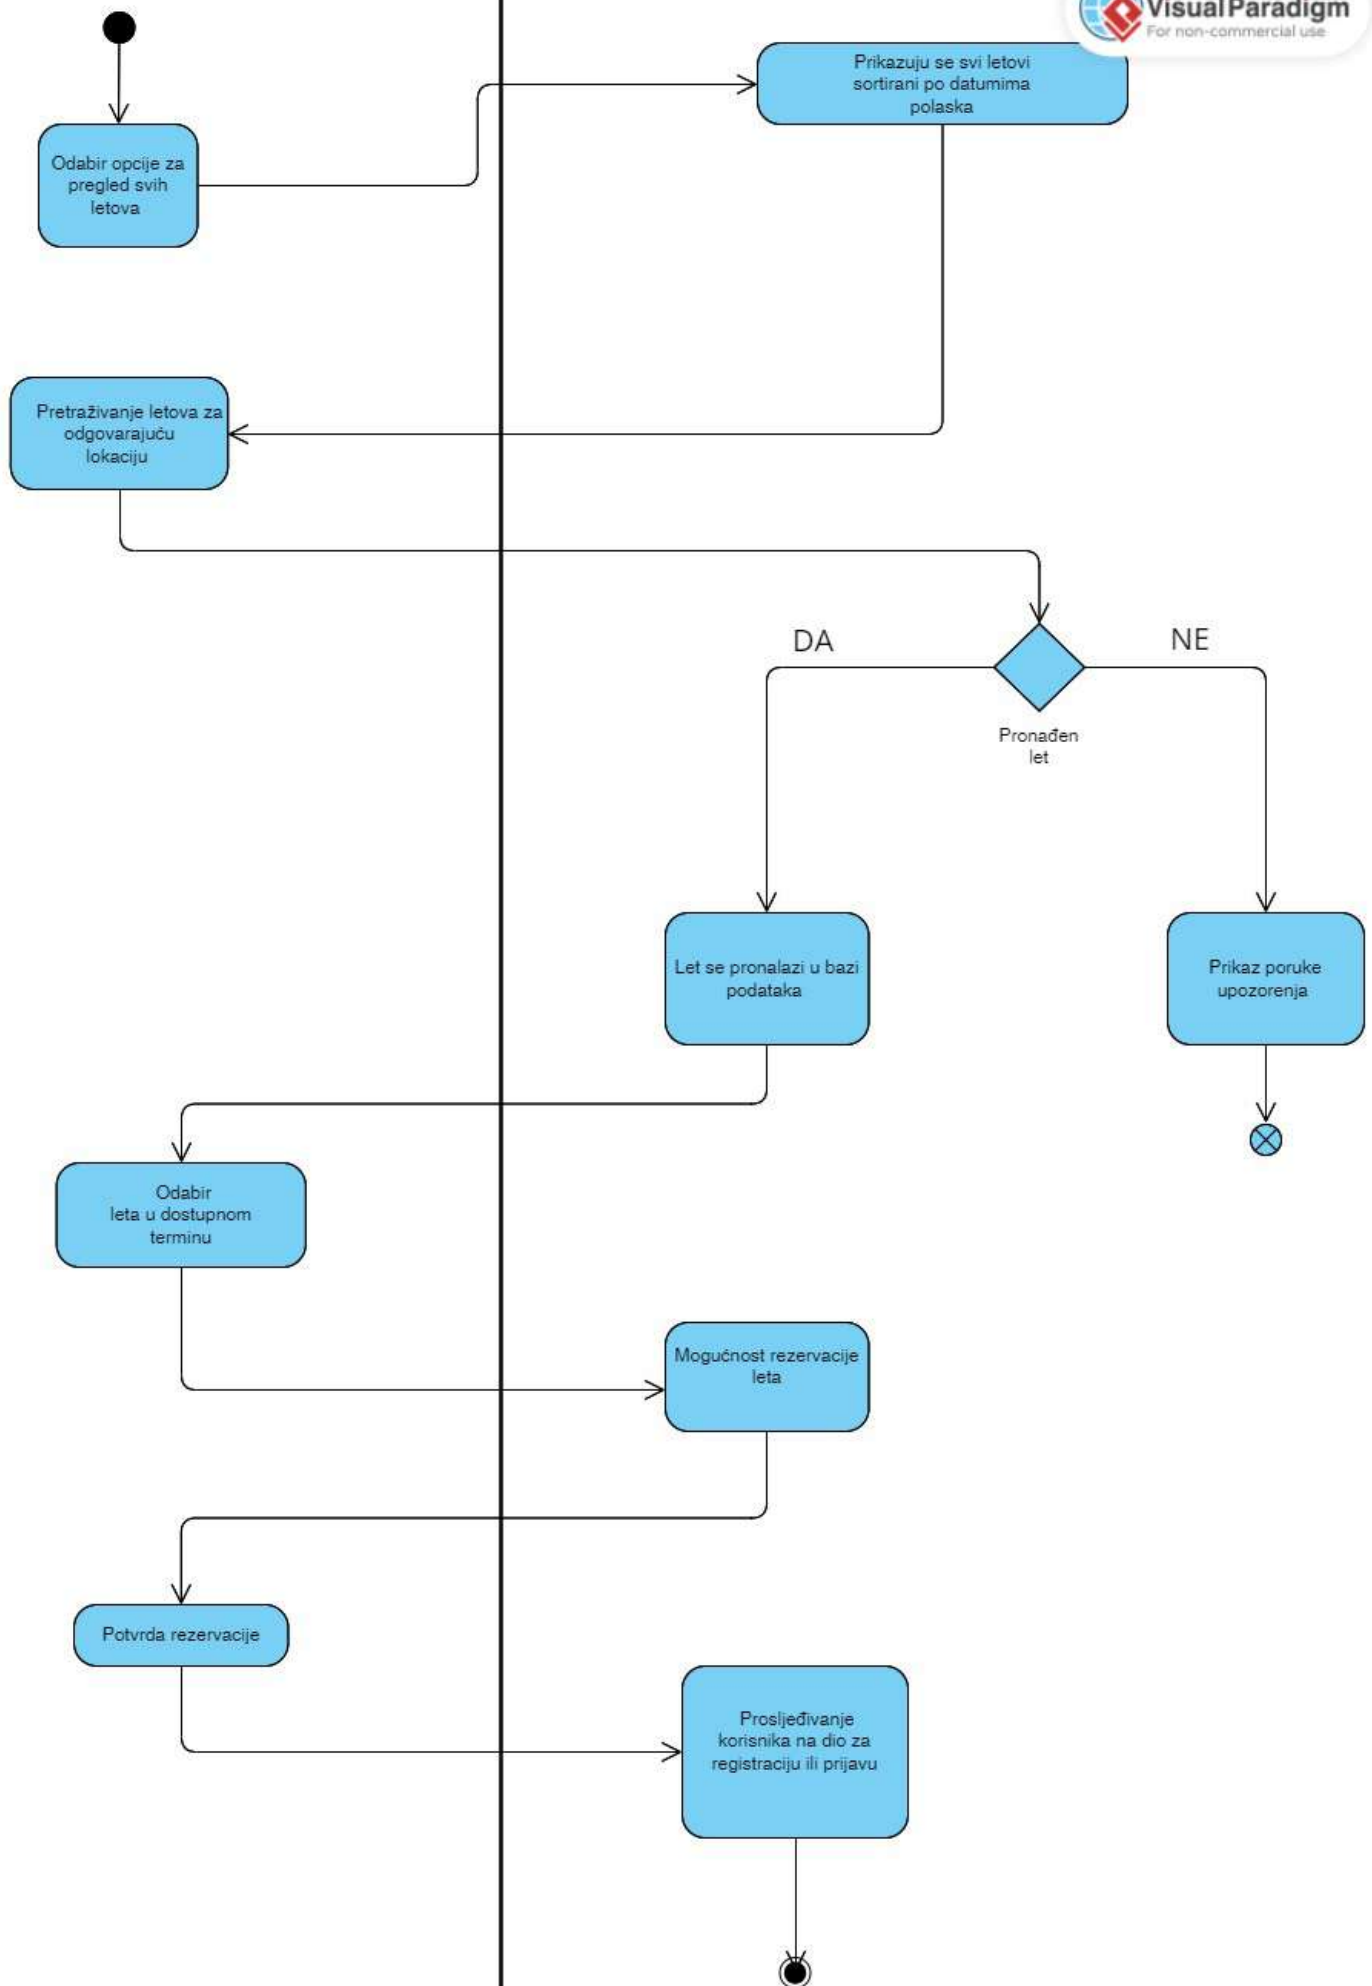 Visual Paradigm
For non-commercial use
Prikazuju se svi letovi
sortirani po datumima
polaska
Odabir opcije za
pregled svih
letova
Pretraživanje letova za
odgovarajuću
lokaciju
DA
NE
Pronađen
let
Let se pronalazi u bazi
podataka
Prikaz poruke
upozorenja
Odabir
leta u dostupnom
terminu
Mogućnost rezervacije
leta
Potvrda rezervacije
Prosljeđivanje
korisnika na dio za
registraciju ili prijavu